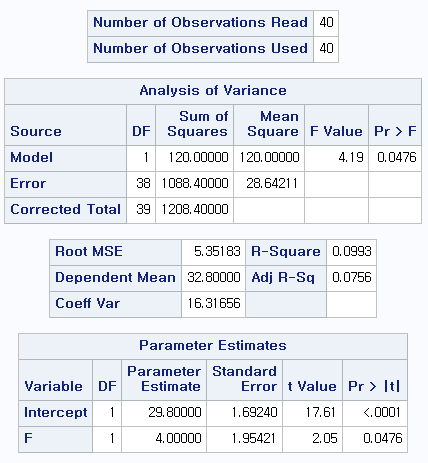 Number of Observations Read 40
Number of Observations Used 40
Analysis of Variance
Source DF Sum of Squares Mean Square F Value Pr > F
Model 1 120.00000 120.00000 4.19 0.0476
Error 38 1088.40000 28.64211
Corrected Total 39 1208.40000
Root MSE 5.35183 R-Square 0.0993
Dependent Mean 32.80000 Adj R-Sq 0.0756
Coeff Var 16.31656
Parameter Estimates
Variable DF Parameter Estimate Standard Error t Value Pr > |t|
Intercept 1 29.80000 1.69240 17.61 <.0001
F 1 4.00000 1.95421 2.05 0.0476